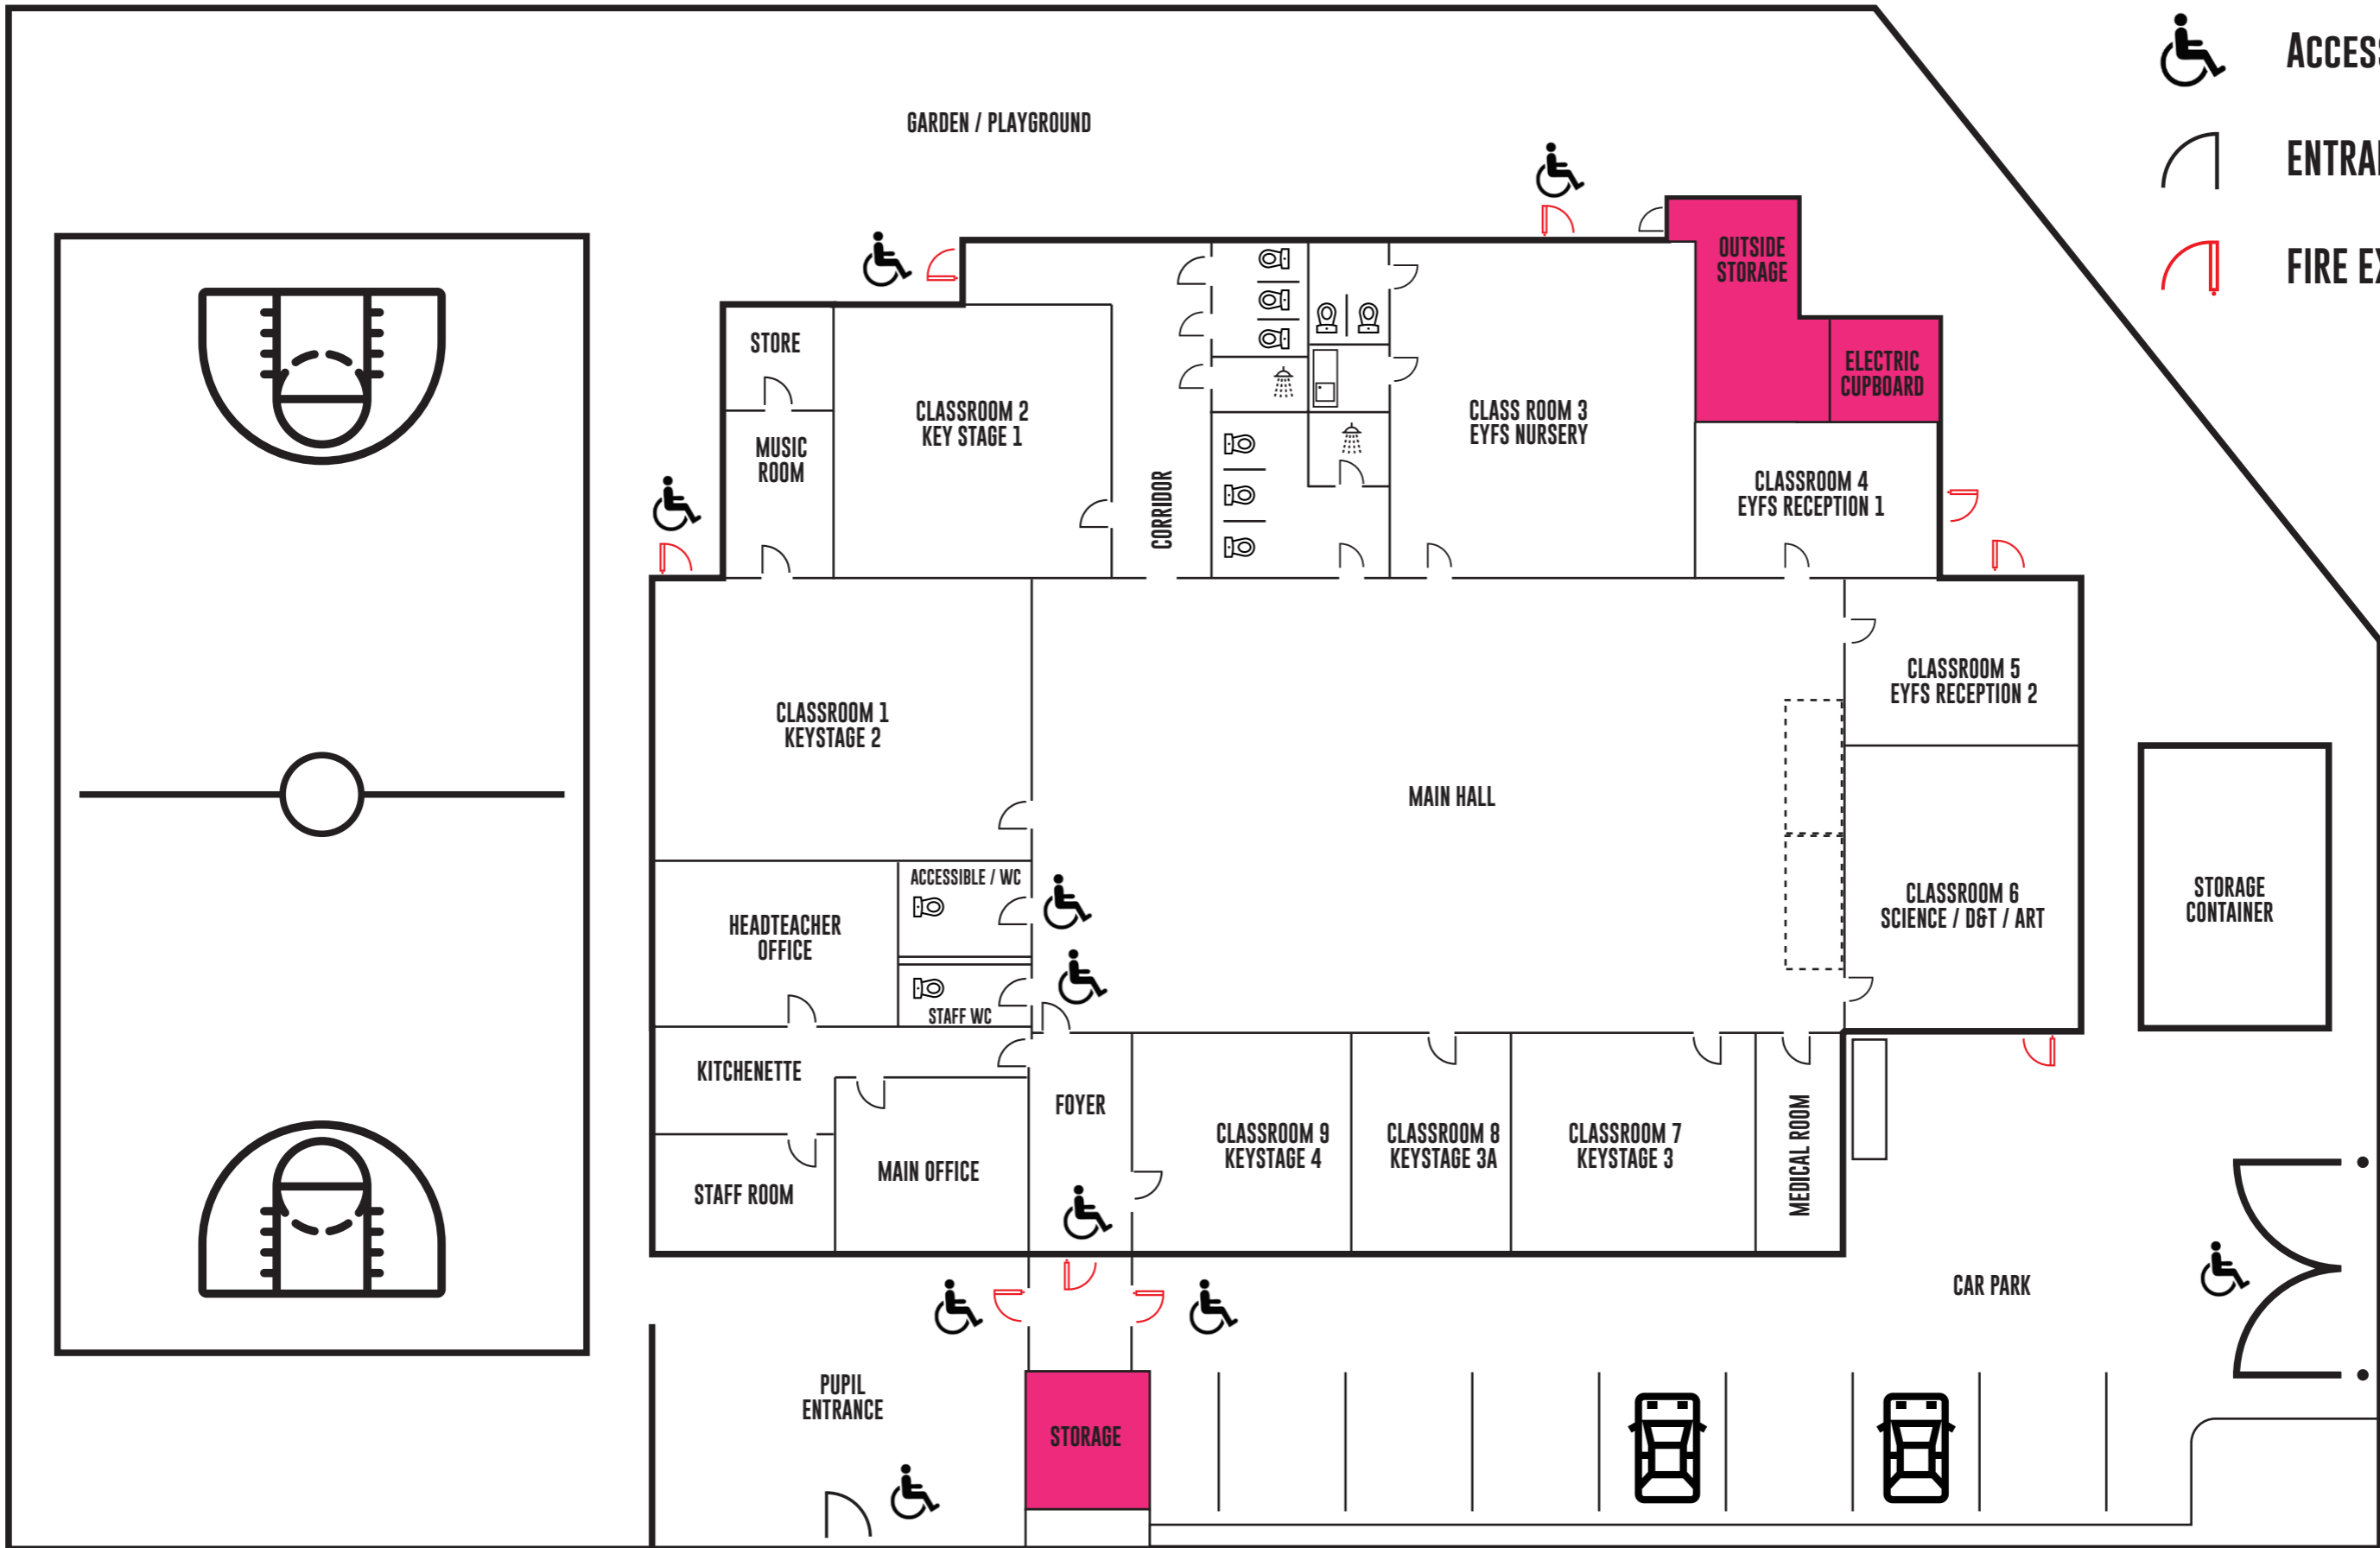 ACCESS
GARDEN / PLAYGROUND
FIRE
OUTSIDE
STORAGE
STORE
ELECTRIC
CUPBOARD
CLASSROOM 2
KEY STAGE 1
CLASS ROOM 3
EYFS NURSERY
MUSIC
ROOM
CORRIDOR
CLASSROOM 4
EYFS RECEPTION 1
CLASSROOM 5
EYFS RECEPTION 2
CLASSROOM 1
KEYSTAGE 2
MAIN HALL
ACCESSIBLE / WC
CLASSROOM 6
SCIENCE / D&T / ART
STORAGE
CONTAINER
HEADTEACHER
OFFICE
STAFF WC
KITCHENETTE
FOYER
CLASSROOM 9
KEYSTAGE 4
CLASSROOM 8
KEYSTAGE 3A
CLASSROOM 7
KEYSTAGE 3
MEDICAL ROOM
MAIN OFFICE
STAFF ROOM
CAR PARK
PUPIL
ENTRANCE
STORAGE